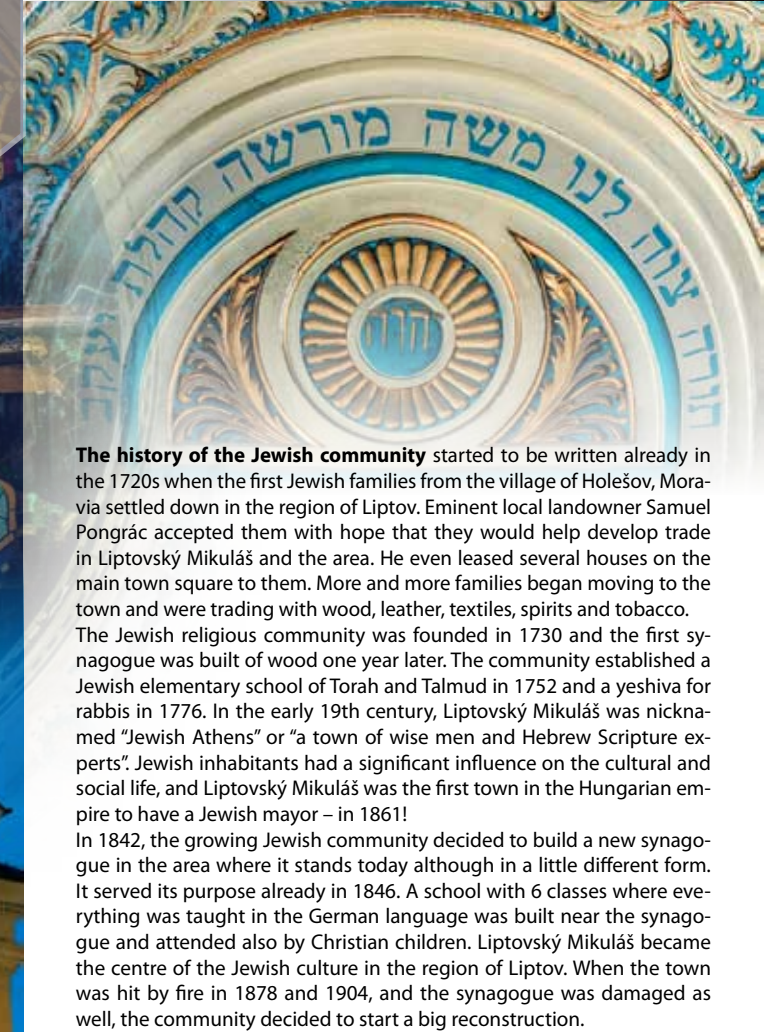 תורה צוה לנו משה מורשה קהלת יעקב
יהוה
The history of the Jewish community started to be written already in
the 1720s when the first Jewish families from the village of Holešov, Mora-
via settled down in the region of Liptov. Eminent local landowner Samuel
Pongrác accepted them with hope that they would help develop trade
in Liptovský Mikuláš and the area. He even leased several houses on the
main town square to them. More and more families began moving to the
town and were trading with wood, leather, textiles, spirits and tobacco.
The Jewish religious community was founded in 1730 and the first sy-
nagogue was built of wood one year later. The community established a
Jewish elementary school of Torah and Talmud in 1752 and a yeshiva for
rabbis in 1776. In the early 19th century, Liptovský Mikuláš was nickna-
med “Jewish Athens” or “a town of wise men and Hebrew Scripture ex-
perts”. Jewish inhabitants had a significant influence on the cultural and
social life, and Liptovský Mikuláš was the first town in the Hungarian em-
pire to have a Jewish mayor – in 1861!
In 1842, the growing Jewish community decided to build a new synago-
gue in the area where it stands today although in a little different form.
It served its purpose already in 1846. A school with 6 classes where eve-
rything was taught in the German language was built near the synago-
gue and attended also by Christian children. Liptovský Mikuláš became
the centre of the Jewish culture in the region of Liptov. When the town
was hit by fire in 1878 and 1904, and the synagogue was damaged as
well, the community decided to start a big reconstruction.